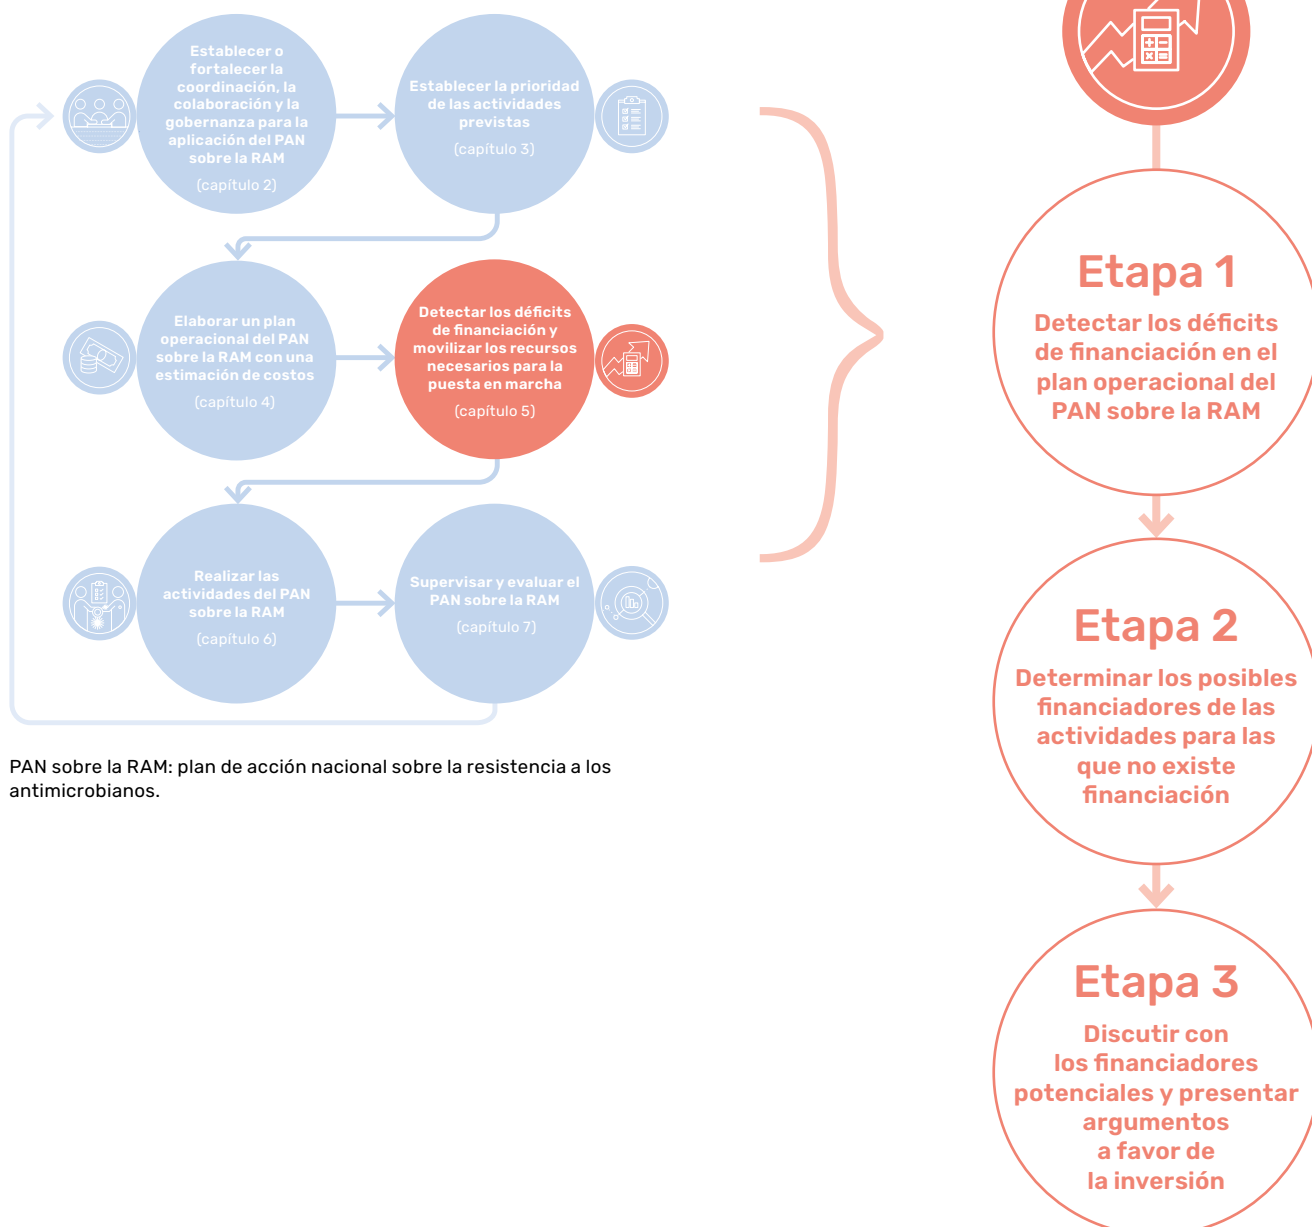 Establecer o
fortalecer la
coordinación, la
colaboración y la
gobernanza para la
aplicación del PAN
sobre la RAM
(capítulo 2)
Establecer la prioridad
de las actividades
previstas
(capítulo 3)
Elaborar un plan
operacional del PAN
sobre la RAM con una
estimación de costos
(capítulo 4)
Detectar los déficits
de financiación y
movilizar los recursos
necesarios para la
puesta en marcha
(capítulo 5)
Realizar las
actividades del PAN
sobre la RAM
(capítulo 6)
Supervisar y evaluar el
PAN sobre la RAM
(capítulo 7)
PAN sobre la RAM: plan de acción nacional sobre la resistencia a los
antimicrobianos.
Etapa 1
Detectar los déficits
de financiación en el
plan operacional del
PAN sobre la RAM
Etapa 2
Determinar los posibles
financiadores de las
actividades para las
que no existe
financiación
Etapa 3
Discutir con
los financiadores
potenciales y presentar
argumentos
a favor de
la inversión